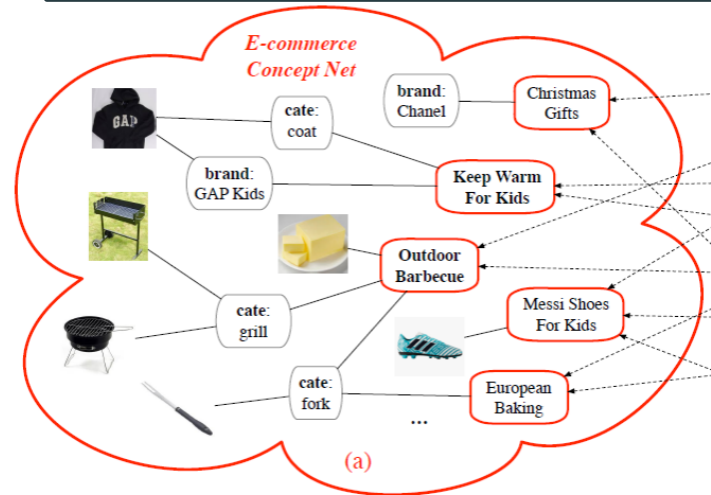 E-commerce
Concept Net
brand:
Chanel
Christmas
Gifts
cate:
coat
GAP
brand:
GAP Kids
Keep Warm
For Kids
Outdoor
Barbecue
cate:
grill
Messi Shoes
For Kids
cate:
fork
European
Baking
...
(a)